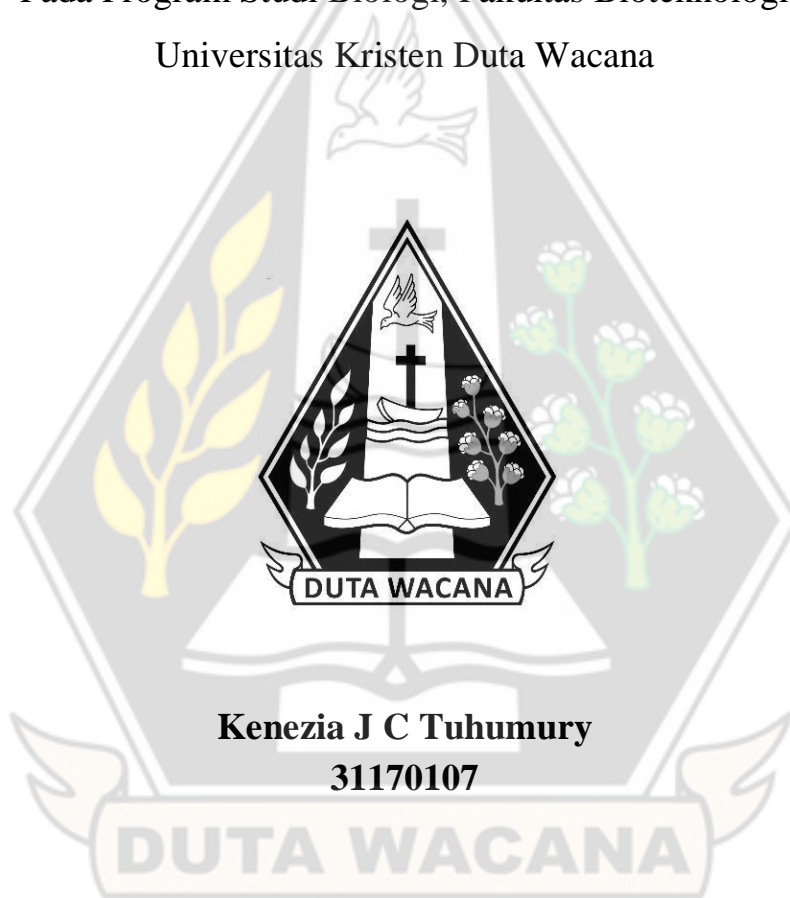 Pada Program Studi Biologi, Fakultas Bioteknologi
Universitas Kristen Duta Wacana
DUTA WACANA
Kenezia J C Tuhumury
31170107
DUTA WACANA